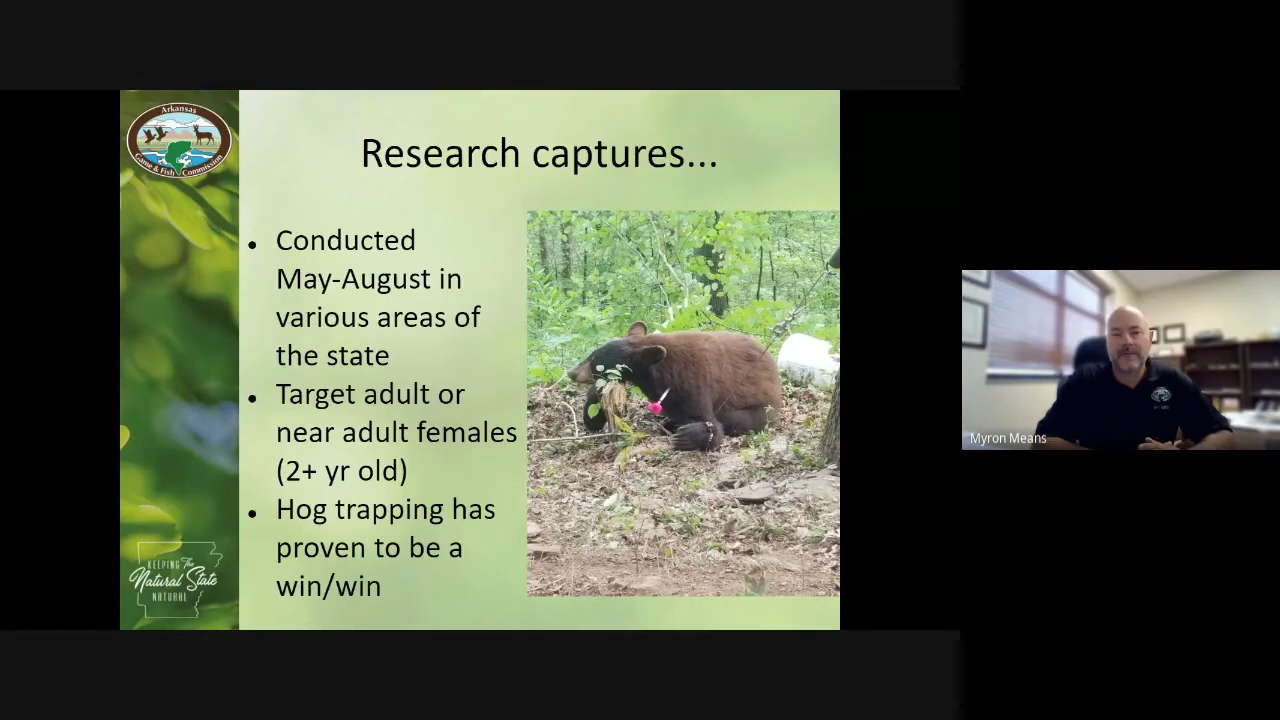 Arkansas
Game & Fish Commission
Research captures...
• Conducted
May-August in
various areas of
the state
• Target adult or
near adult females
(2+ yr old)
• Hog trapping has
proven to be a
win/win
KEEPING The
Natural State
NATURAL
Myron Means